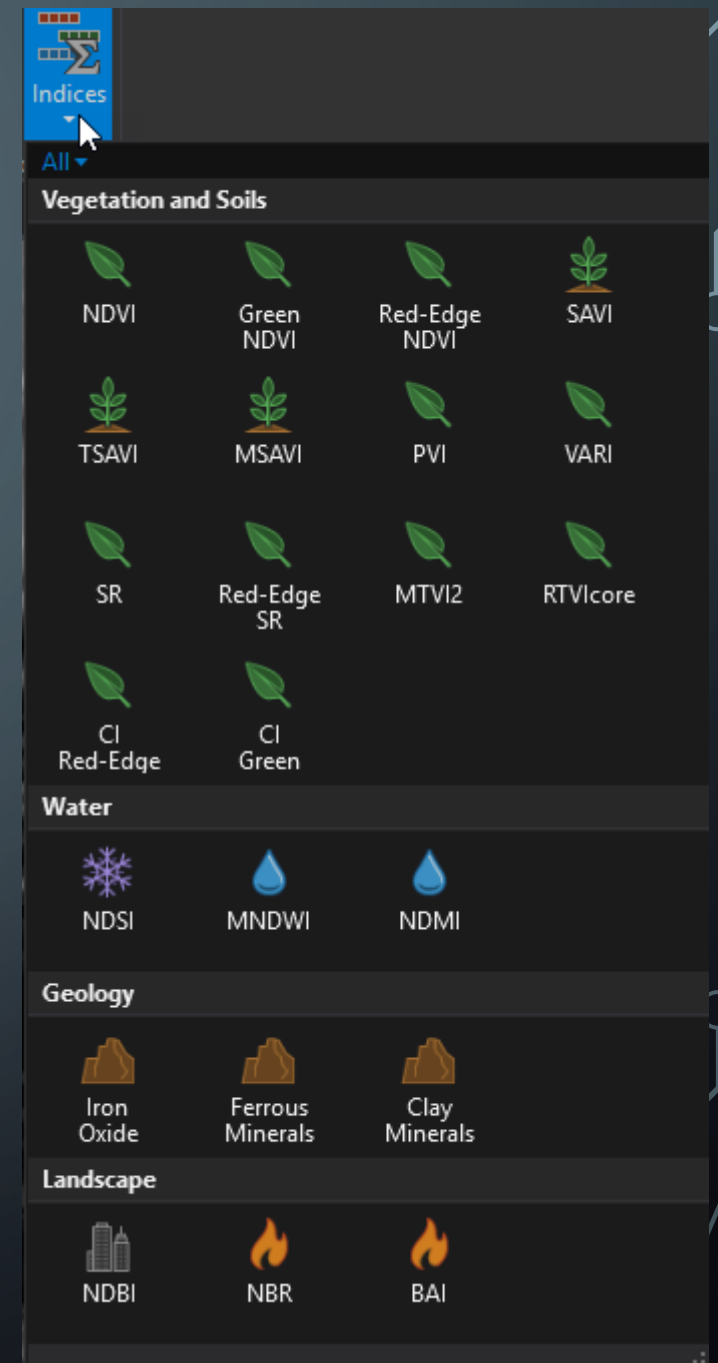 Indices
All
Vegetation and Soils
NDVI
Green
NDVI
Red-Edge
NDVI
SAVI
TSAVI
MSAVI
PVI
VARI
SR
Red-Edge
SR
MTVI2
RTVIcore
CI
Red-Edge
CI
Green
Water
NDSI
MNDWI
NDMI
Geology
Iron
Oxide
Ferrous
Minerals
Clay
Minerals
Landscape
NDBI
NBR
BAI